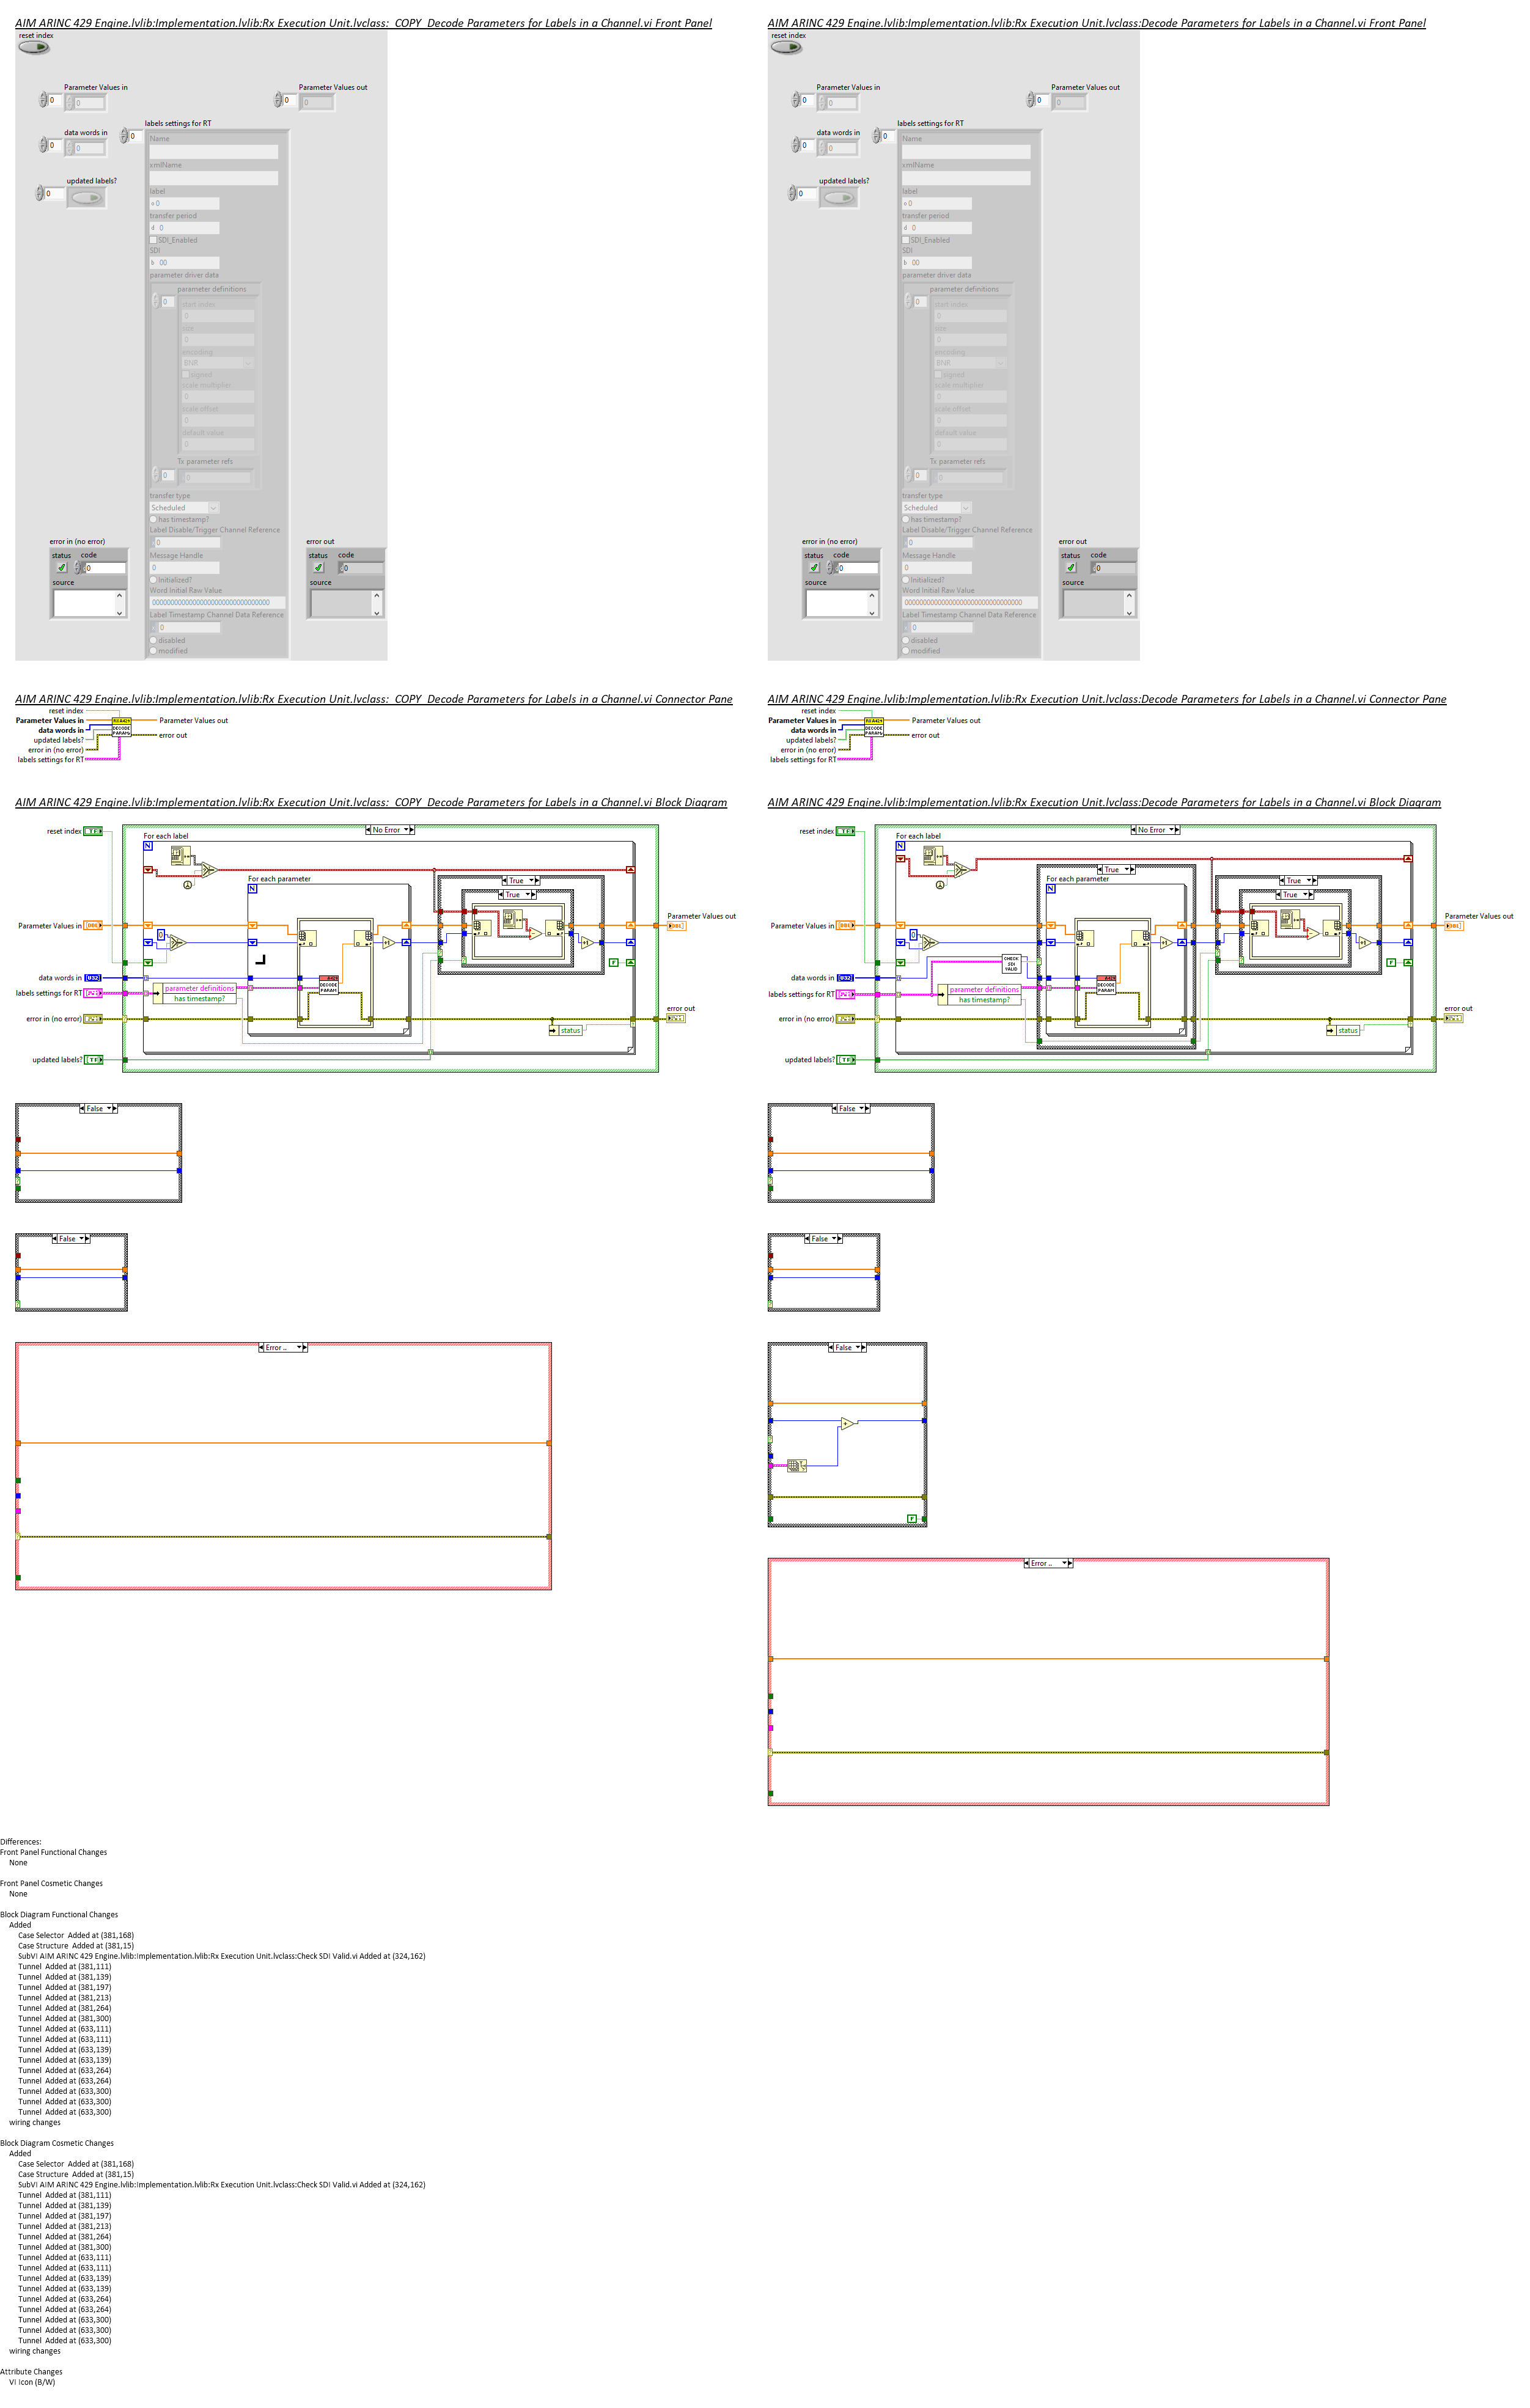 AIM ARINC 429 Engine.lvlib:Implementation.lvlib:Rx Execution Unit.lvclass:_COPY_Decode Parameters for Labels in a Channel.vi Front Panel
reset index
Parameter Values in
0
0
Parameter Values out
0
0
data words in
0
0
labels settings for RT
0
Name
xmlName
updated labels?
0
label
o 0
transfer period
d 0
SDI_Enabled
SDI
b 00
parameter driver data
parameter definitions
0
start index
0
size
0
encoding
BNR
signed
scale multiplier
0
scale offset
0
default value
0
Tx parameter refs
0
0
transfer type
Scheduled
has timestamp?
Label Disable/Trigger Channel Reference
0
Message Handle
0
Initialized?
Word Initial Raw Value
Label Timestamp Channel Data Reference
0
disabled
modified
error in (no error)
status code
0
source
error out
status code
0
source
AIM ARINC 429 Engine.lvlib:Implementation.lvlib:Rx Execution Unit.lvclass:Decode Parameters for Labels in a Channel.vi Front Panel
reset index
Parameter Values in
0
0
Parameter Values out
0
0
data words in
0
0
labels settings for RT
0
Name
xmlName
updated labels?
0
label
o 0
transfer period
d 0
SDI_Enabled
SDI
b 00
parameter driver data
parameter definitions
0
start index
0
size
0
encoding
BNR
signed
scale multiplier
0
scale offset
0
default value
0
Tx parameter refs
0
0
transfer type
Scheduled
has timestamp?
Label Disable/Trigger Channel Reference
0
Message Handle
0
Initialized?
Word Initial Raw Value
Label Timestamp Channel Data Reference
0
disabled
modified
error in (no error)
status code
0
source
error out
status code
0
source
AIM ARINC 429 Engine.lvlib:Implementation.lvlib:Rx Execution Unit.lvclass:_COPY_Decode Parameters for Labels in a Channel.vi Connector Pane
reset index
Parameter Values in
data words in
updated labels?
error in (no error)
labels settings for RT
RXA429
DECODE
PARAMS
Parameter Values out
error out
AIM ARINC 429 Engine.lvlib:Implementation.lvlib:Rx Execution Unit.lvclass:Decode Parameters for Labels in a Channel.vi Connector Pane
reset index
Parameter Values in
data words in
updated labels?
error in (no error)
labels settings for RT
RXA429
DECODE
PARAMS
Parameter Values out
error out
AIM ARINC 429 Engine.lvlib:Implementation.lvlib:Rx Execution Unit.lvclass:_COPY_Decode Parameters for Labels in a Channel.vi Block Diagram
reset index
TF
No Error
For each label
N
For each parameter
N
True
True
Parameter Values in
DBL
0
+1
+1
F
Parameter Values out
DBL
data words in
U32
labels settings for RT
parameter definitions
has timestamp?
A429
DECODE
PARAM
error in (no error)
status
error out
updated labels?
TF
False
False
Error ..
AIM ARINC 429 Engine.lvlib:Implementation.lvlib:Rx Execution Unit.lvclass:Decode Parameters for Labels in a Channel.vi Block Diagram
reset index
TF
No Error
For each label
N
True
For each parameter
N
True
True
Parameter Values in
DBL
0
+1
+1
F
Parameter Values out
DBL
CHECK
SDI
VALID
data words in
U32
labels settings for RT
parameter definitions
has timestamp?
A429
DECODE
PARAM
error in (no error)
status
error out
updated labels?
TF
False
False
False
F
Error ..
Differences:
Front Panel Functional Changes
None
Front Panel Cosmetic Changes
None
Block Diagram Functional Changes
Added
Case Selector Added at (381,168)
Case Structure Added at (381,15)
SubVI AIM ARINC 429 Engine.lvlib:Implementation.lvlib:Rx Execution Unit.lvclass:Check SDI Valid.vi Added at (324,162)
Tunnel Added at (381,111)
Tunnel Added at (381,139)
Tunnel Added at (381,197)
Tunnel Added at (381,213)
Tunnel Added at (381,264)
Tunnel Added at (381,300)
Tunnel Added at (633,111)
Tunnel Added at (633,111)
Tunnel Added at (633,139)
Tunnel Added at (633,139)
Tunnel Added at (633,264)
Tunnel Added at (633,264)
Tunnel Added at (633,300)
Tunnel Added at (633,300)
Tunnel Added at (633,300)
wiring changes
Block Diagram Cosmetic Changes
Added
Case Selector Added at (381,168)
Case Structure Added at (381,15)
SubVI AIM ARINC 429 Engine.lvlib:Implementation.lvlib:Rx Execution Unit.lvclass:Check SDI Valid.vi Added at (324,162)
Tunnel Added at (381,111)
Tunnel Added at (381,139)
Tunnel Added at (381,197)
Tunnel Added at (381,213)
Tunnel Added at (381,264)
Tunnel Added at (381,300)
Tunnel Added at (633,111)
Tunnel Added at (633,111)
Tunnel Added at (633,139)
Tunnel Added at (633,139)
Tunnel Added at (633,264)
Tunnel Added at (633,264)
Tunnel Added at (633,300)
Tunnel Added at (633,300)
Tunnel Added at (633,300)
wiring changes
Attribute Changes
VI Icon (B/W)